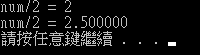 num/2 = 2
num/2 = 2.500000
請按任意鍵繼續 . . .